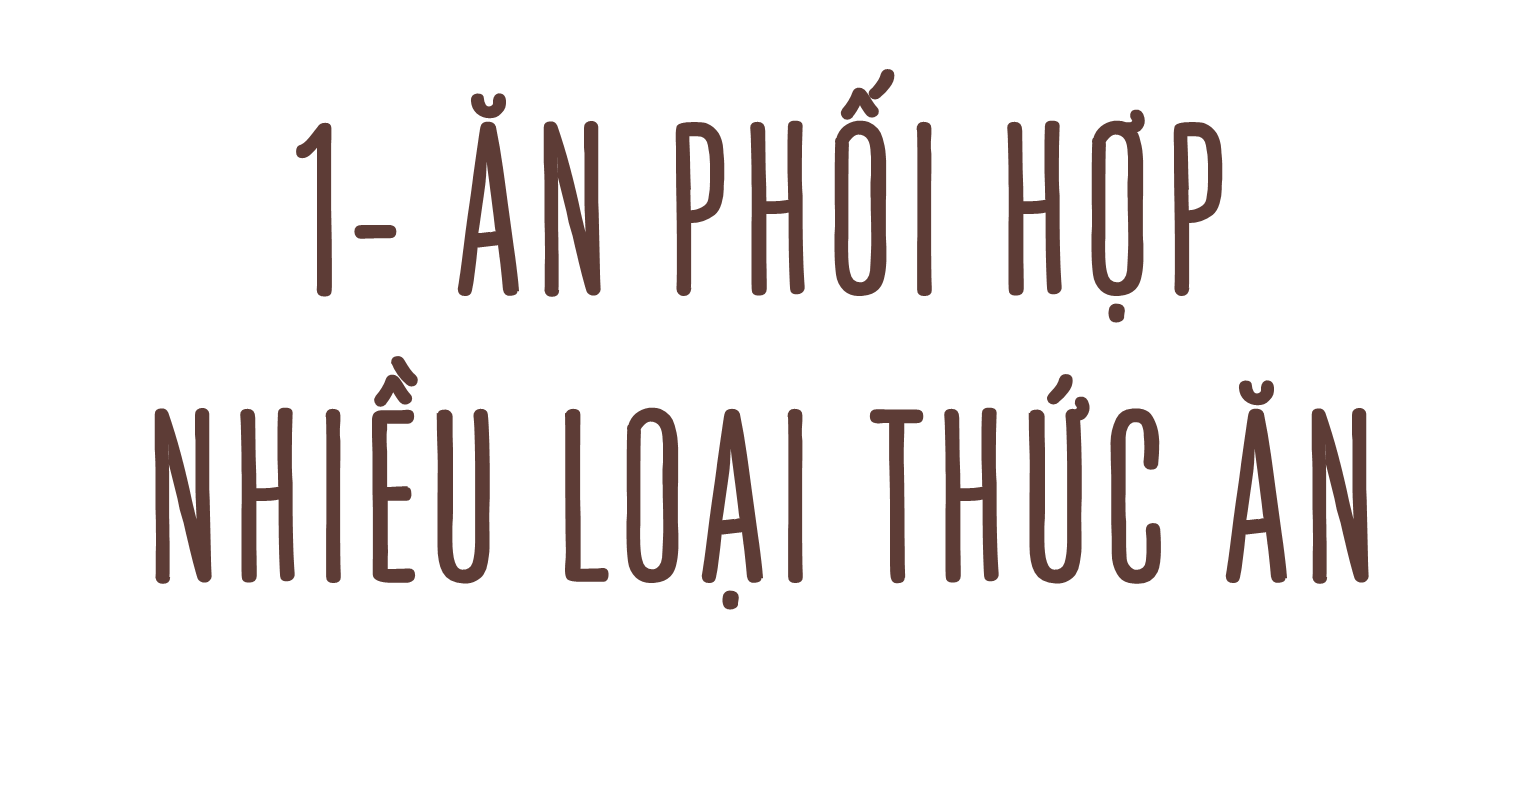 1- ĂN PHỐI HỢP
NHIỀU LOẠI THỨC ĂN